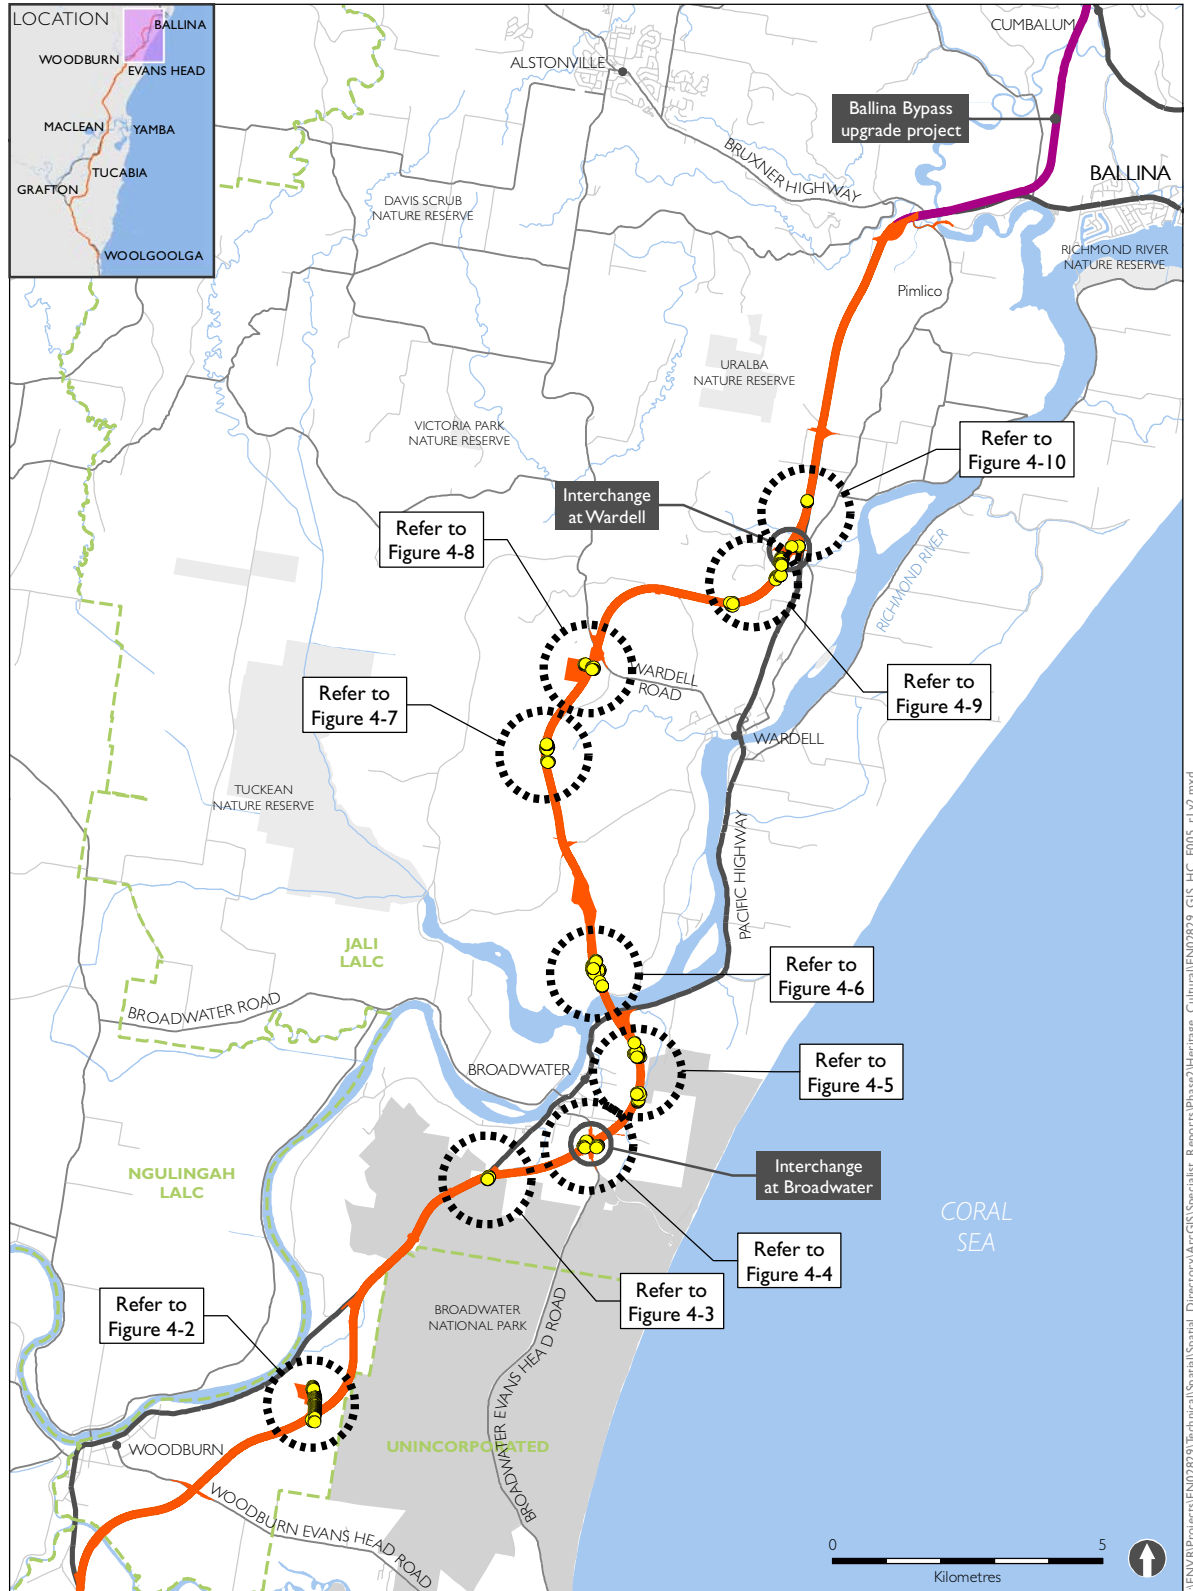 LOCATION
BALLINA
WOODBURN
EVANS HEAD
MACLEAN
YAMBA
TUCABIA
GRAFTON
WOOLGOOLGA
CUMBALUM
ALSTONVILLE
Ballina Bypass
upgrade project
BRUXNER HIGHWAY
BALLINA
DAVIS SCRUB
NATURE RESERVE
RICHMOND RIVER
NATURE RESERVE
Pimlico
URALBA
NATURE RESERVE
VICTORIA PARK
NATURE RESERVE
Refer to
Figure 4-10
Interchange
at Wardell
Refer to
Figure 4-8
RICHMOND RIVER
WARDELL
ROAD
Refer to
Figure 4-7
Refer to
Figure 4-9
WARDELL
TUCKEAN
NATURE RESERVE
PACIFIC HIGHWAY
JALI
LALC
Refer to
Figure 4-6
BROADWATER ROAD
BROADWATER
Refer to
Figure 4-5
NGULINGAH
LALC
Interchange
at Broadwater
CORAL
SEA
Refer to
Figure 4-4
Refer to
Figure 4-3
Refer to
Figure 4-2
BROADWATER
NATIONAL PARK
BROADWATER EVANS HEAD ROAD
WOODBURN
UNINCORPORATED
WOODBURN EVANS HEAD ROAD
0 5
Kilometres